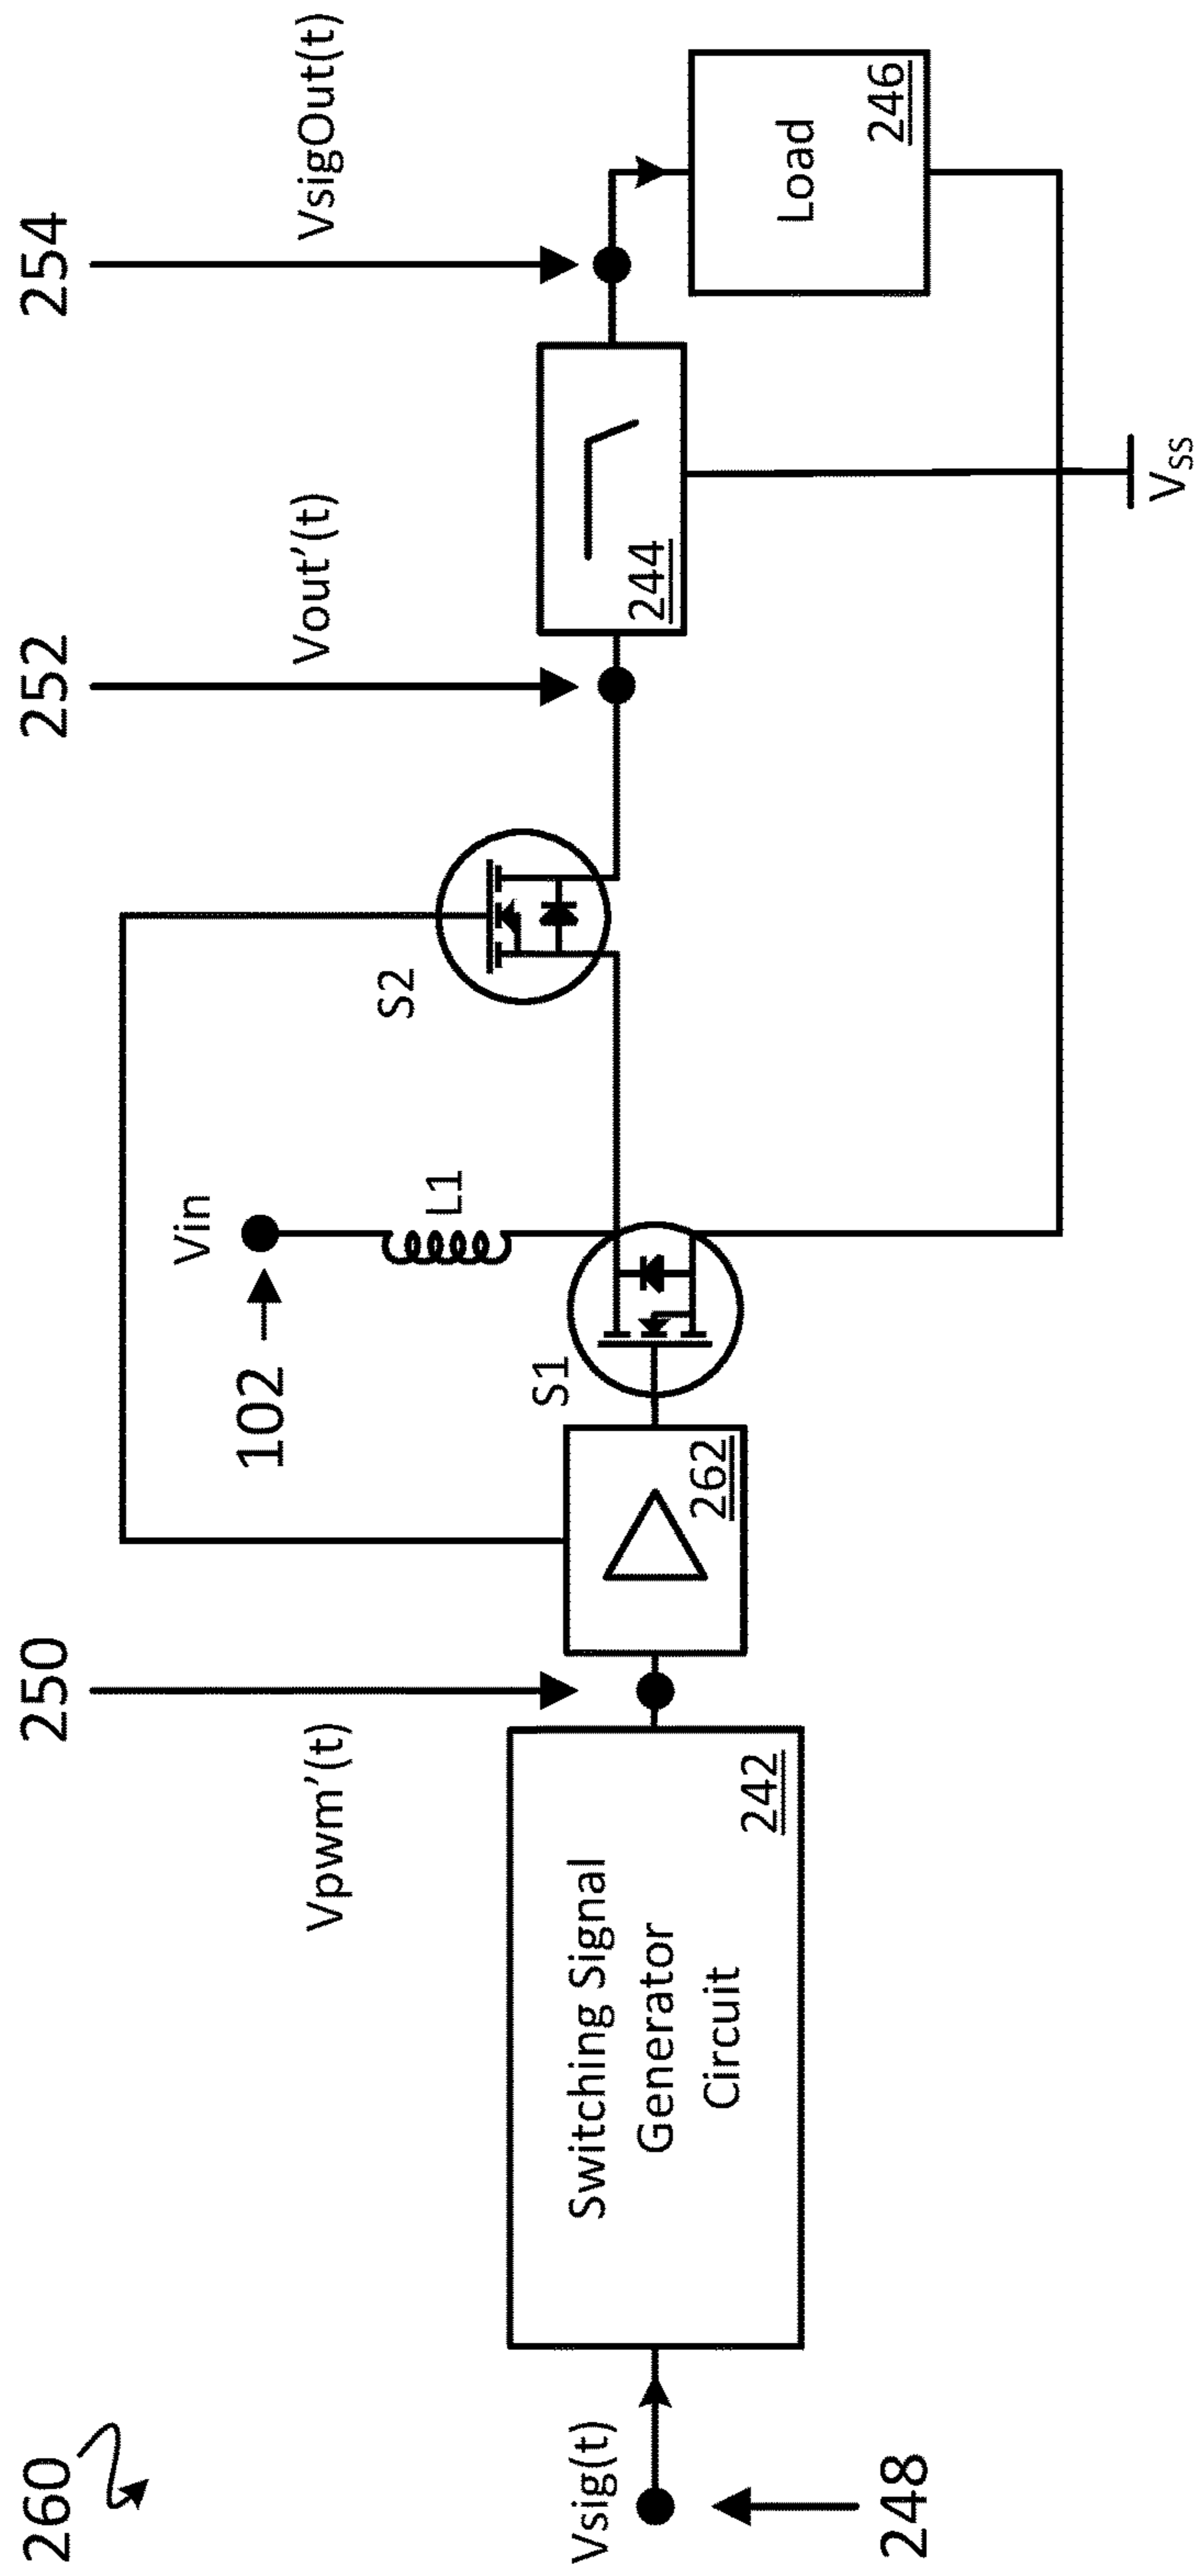 260
250
252
254
Vpwm’(t)
Vout’(t)
VsigOut(t)
102
Vin
L1
S2
S1
Vsig(t)
248
Switching Signal
Generator
Circuit
242
262
244
Load
246
VSS